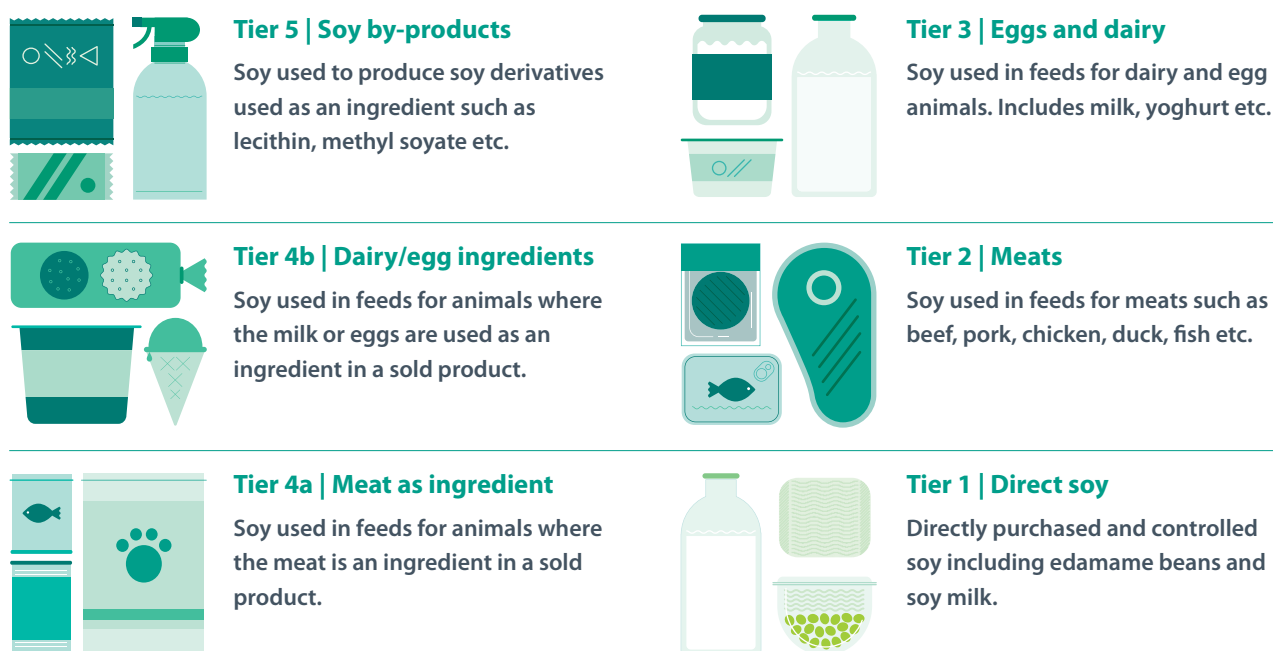 Tier 5 | Soy by-products
Soy used to produce soy derivatives
used as an ingredient such as
lecithin, methyl soyate etc.
Tier 4b | Dairy/egg ingredients
Soy used in feeds for animals where
the milk or eggs are used as an
ingredient in a sold product.
Tier 4a | Meat as ingredient
Soy used in feeds for animals where
the meat is an ingredient in a sold
product.
Tier 3 | Eggs and dairy
Soy used in feeds for dairy and egg
animals. Includes milk, yoghurt etc.
Tier 2 | Meats
Soy used in feeds for meats such as
beef, pork, chicken, duck, fish etc.
Tier 1 | Direct soy
Directly purchased and controlled
soy including edamame beans and
soy milk.